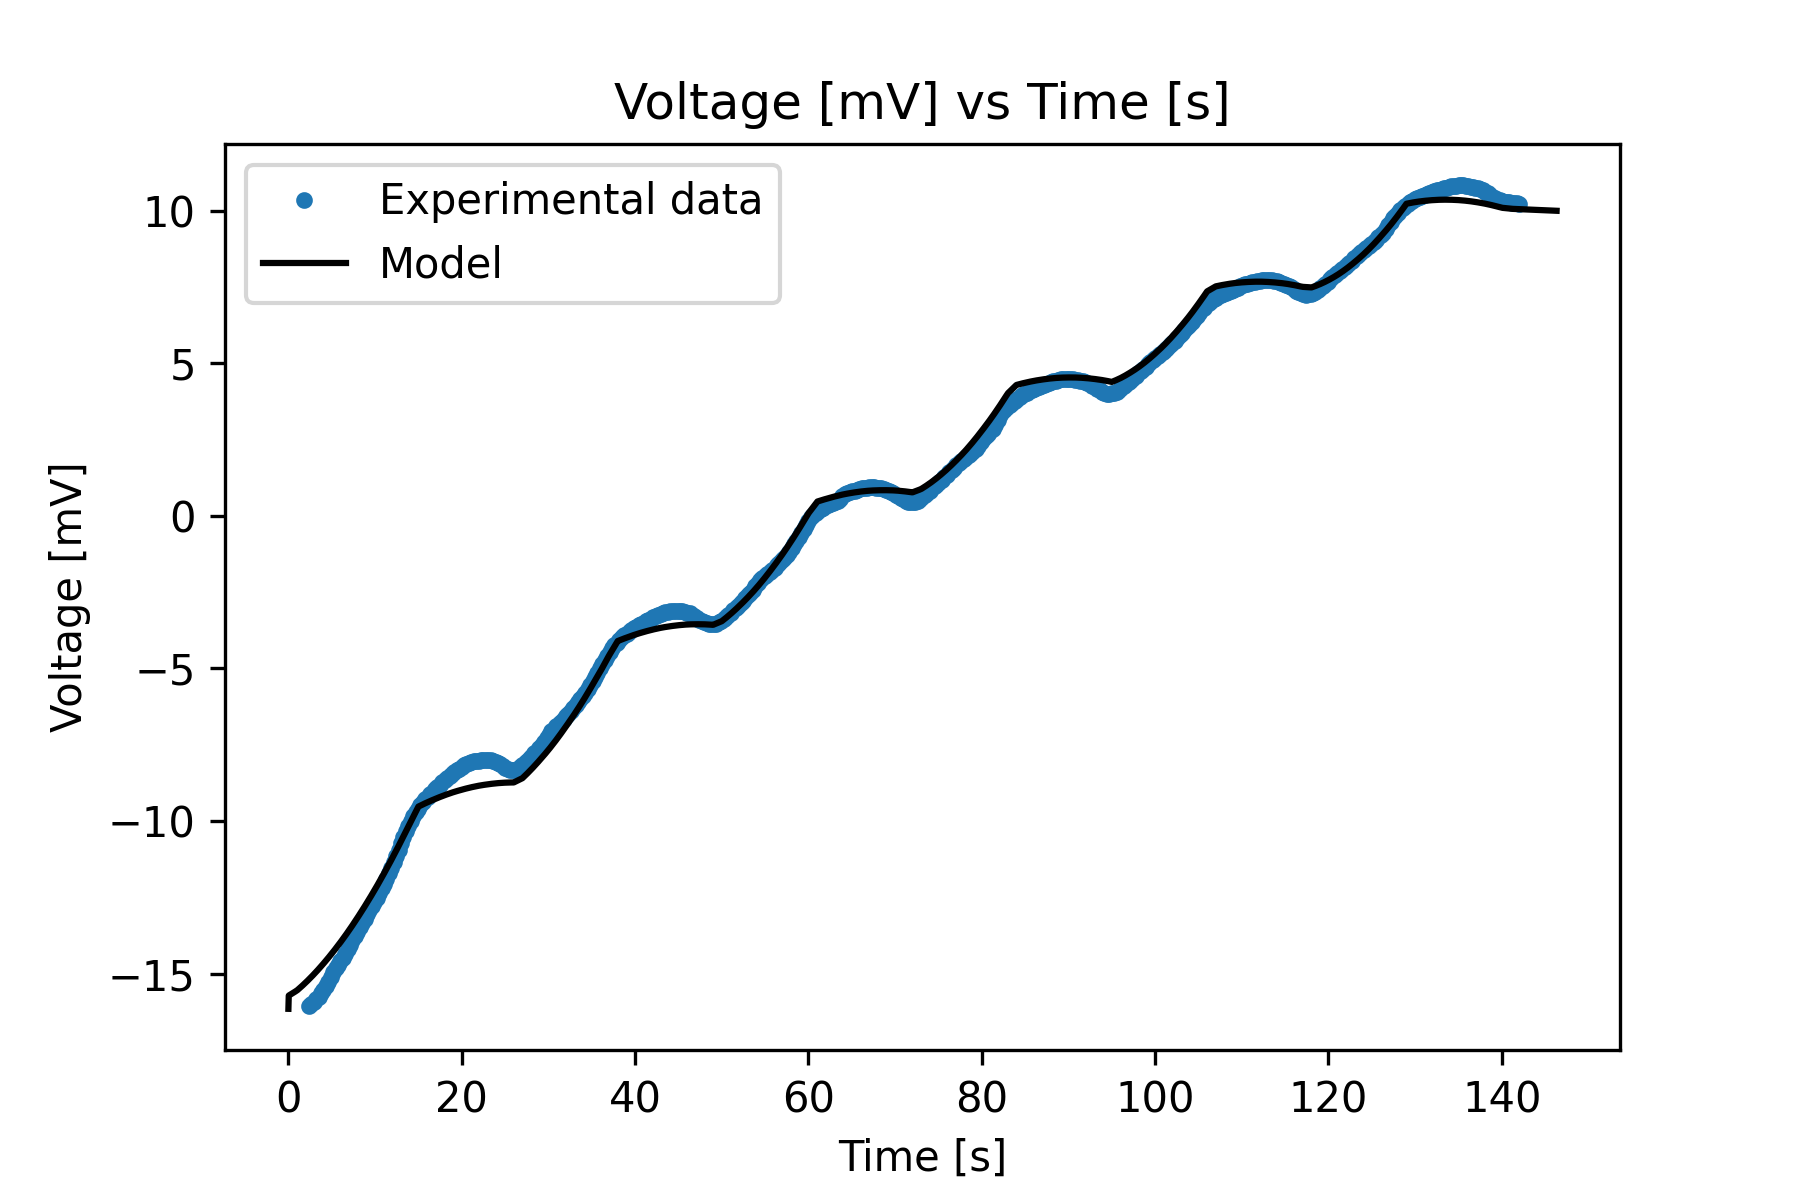 Voltage [mV] vs Time [s]
Experimental data
Model
10
5
0
−5
−10
−15
Voltage [mV]
0 20 40 60 80 100 120 140
Time [s]